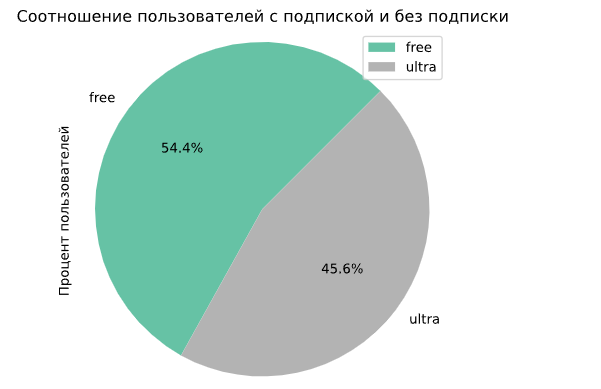 Соотношение пользователей с подпиской и без подписки
free
ultra
free
54.4%
Процент пользователей
45.6%
ultra